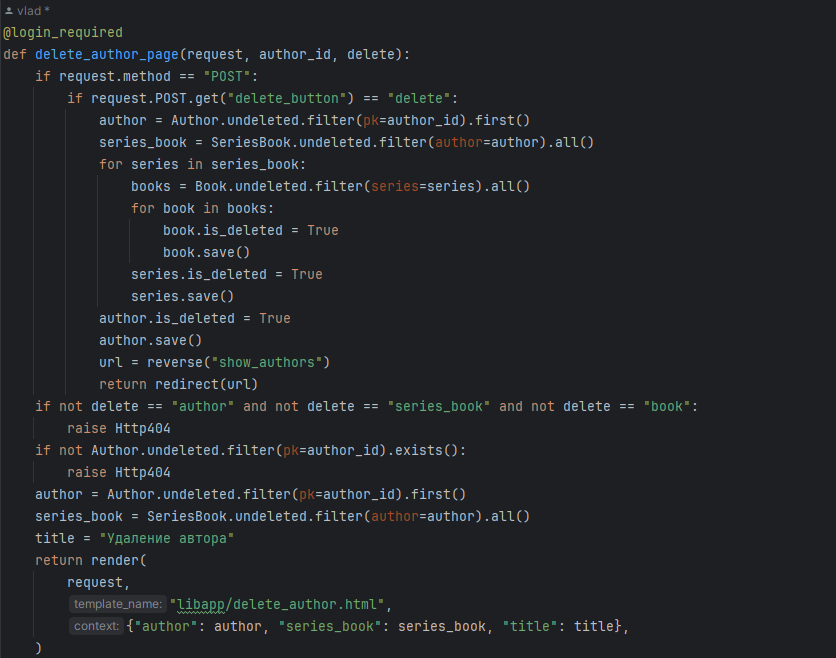 vlad *
@login_required
def delete_author_page(request, author_id, delete):
    if request.method == "POST":
        if request.POST.get("delete_button") == "delete":
            author = Author.undeleted.filter(pk=author_id).first()
            series_book = SeriesBook.undeleted.filter(author=author).all()
            for series in series_book:
                books = Book.undeleted.filter(series=series).all()
                for book in books:
                    book.is_deleted = True
                    book.save()
                series.is_deleted = True
                series.save()
            author.is_deleted = True
            author.save()
            url = reverse("show_authors")
            return redirect(url)
    if not delete == "author" and not delete == "series_book" and not delete == "book":
        raise Http404
    if not Author.undeleted.filter(pk=author_id).exists():
        raise Http404
    author = Author.undeleted.filter(pk=author_id).first()
    series_book = SeriesBook.undeleted.filter(author=author).all()
    title = "Удаление автора"
    return render(
        request,
        template_name: "libapp/delete_author.html",
        context: {"author": author, "series_book": series_book, "title": title},
    )